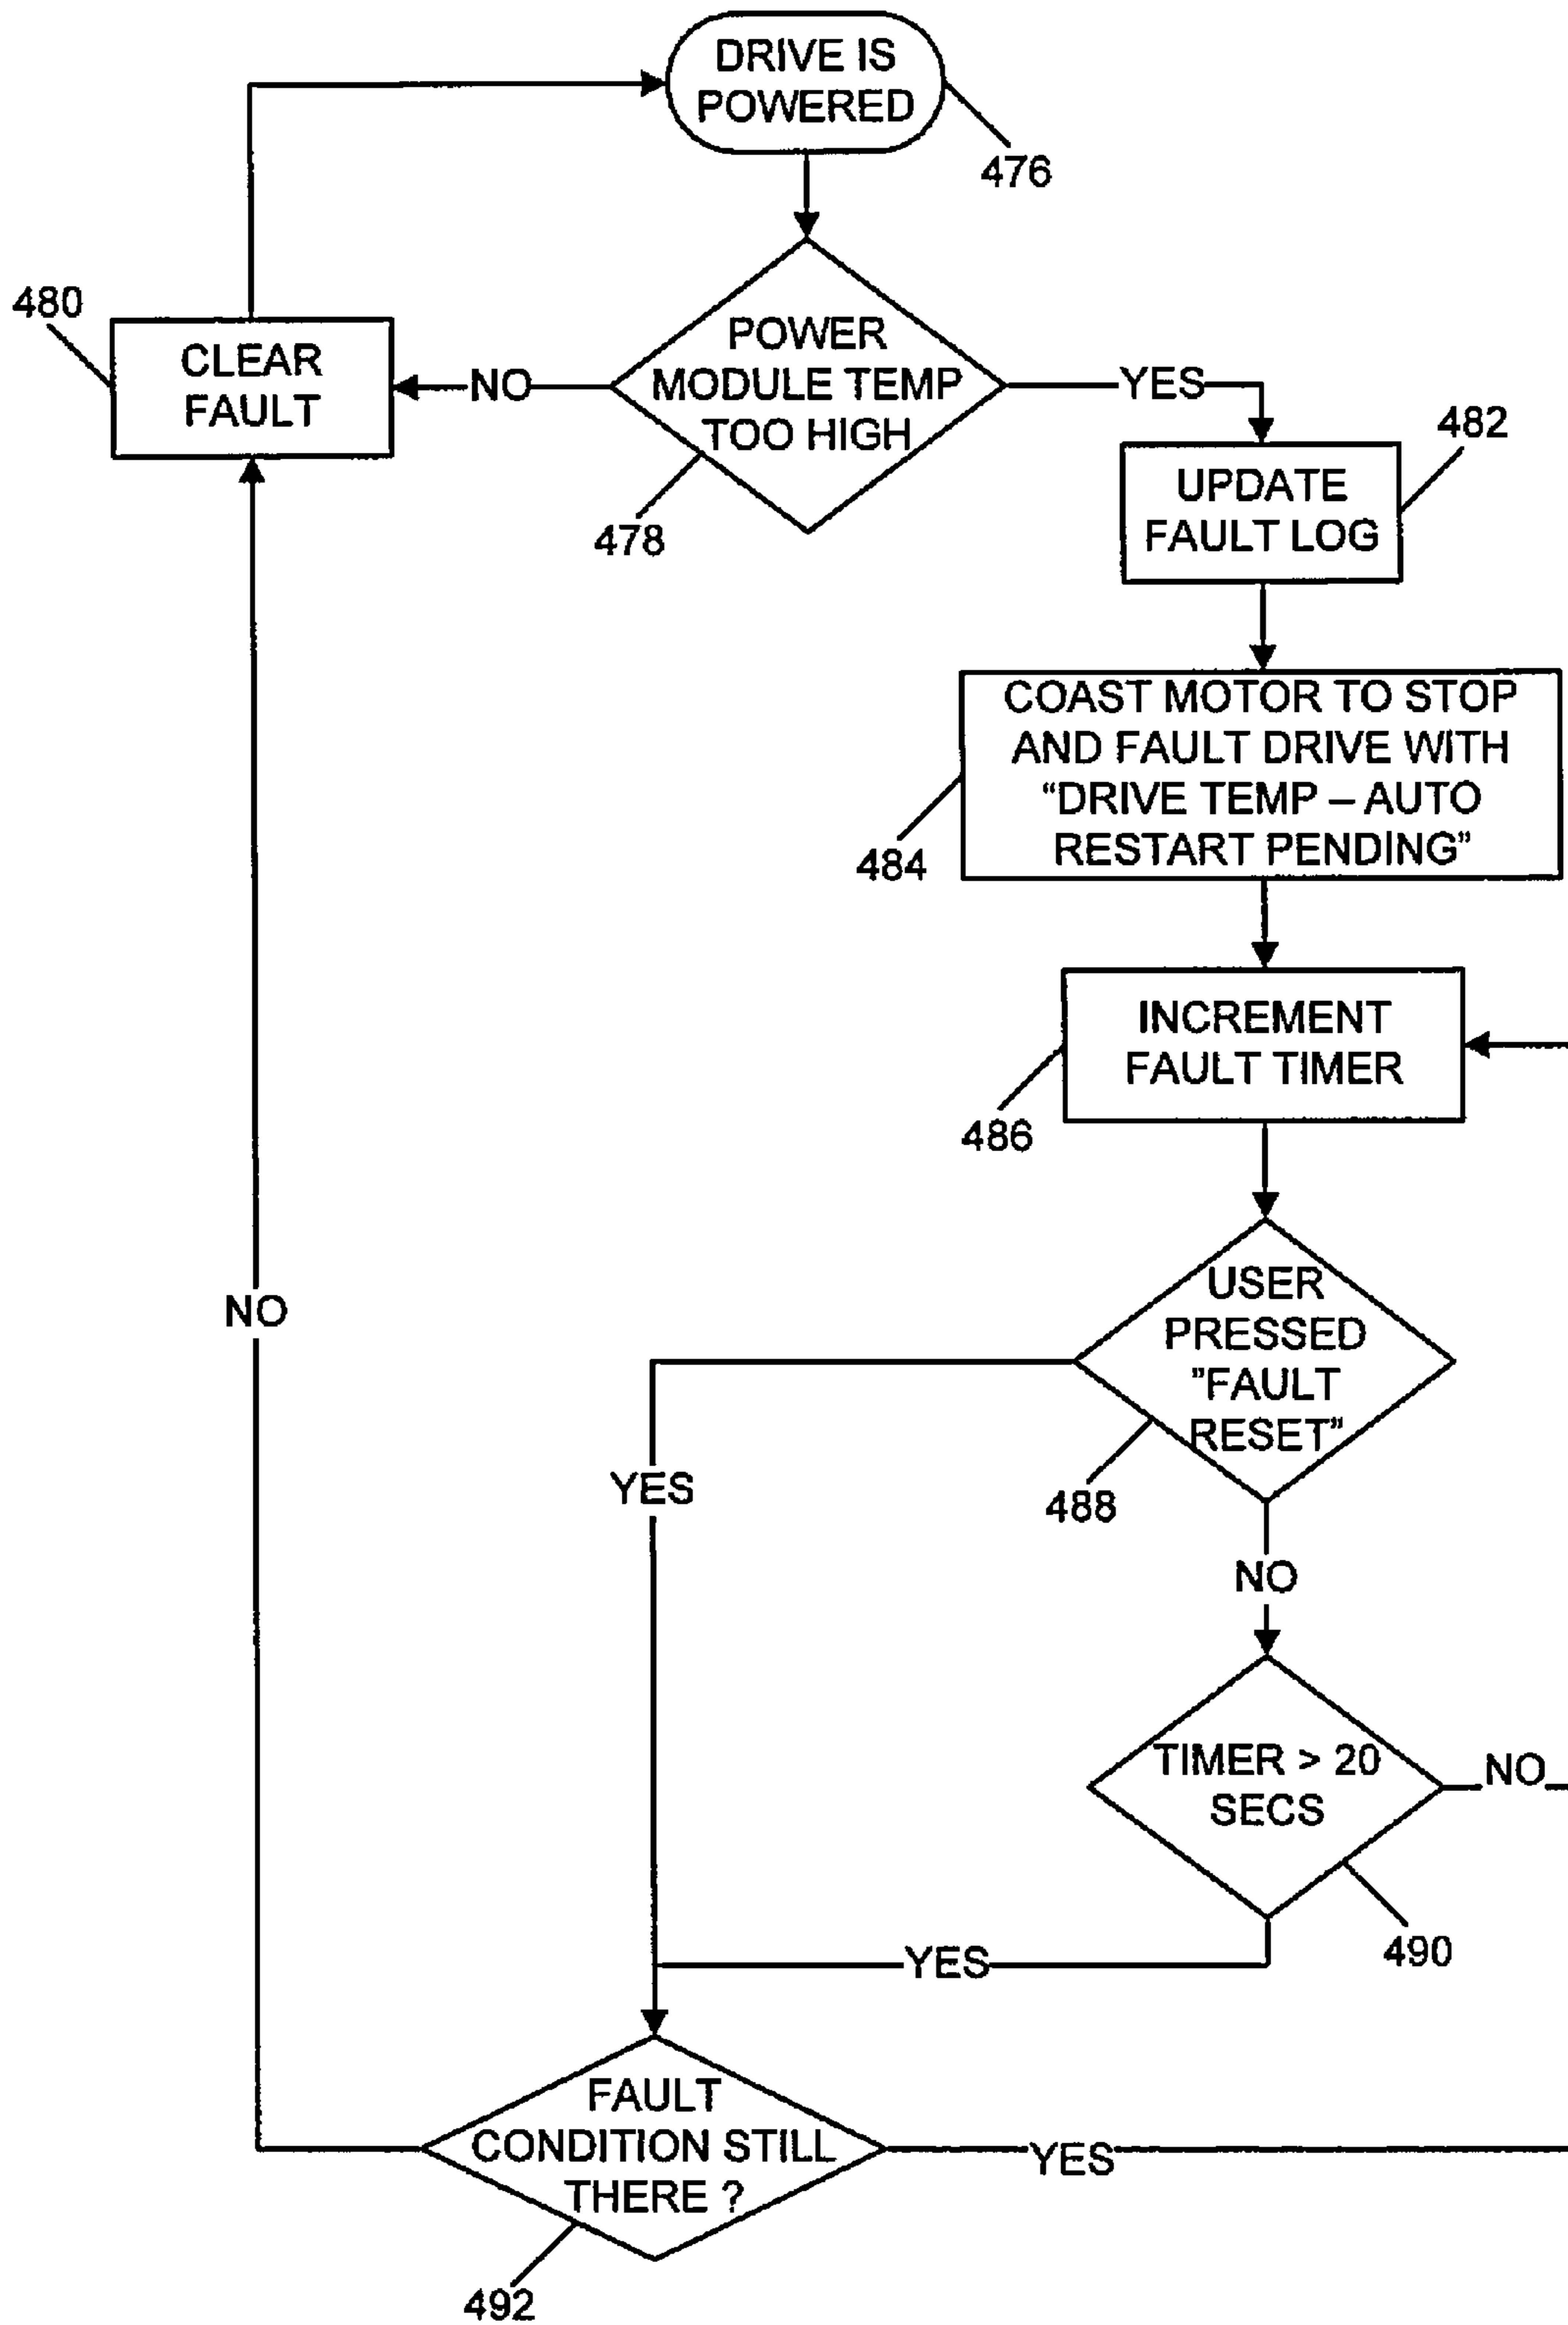 DRIVE IS
POWERED
476
480
CLEAR
FAULT
NO
POWER
MODULE TEMP
TOO HIGH
YES
478
482
UPDATE
FAULT LOG
COAST MOTOR TO STOP
AND FAULT DRIVE WITH
“DRIVE TEMP – AUTO
RESTART PENDING”
484
INCREMENT
FAULT TIMER
486
NO
USER
PRESSED
”FAULT
RESET”
YES
488
NO
TIMER > 20
SECS
NO
490
YES
FAULT
CONDITION STILL
THERE ?
YES
492